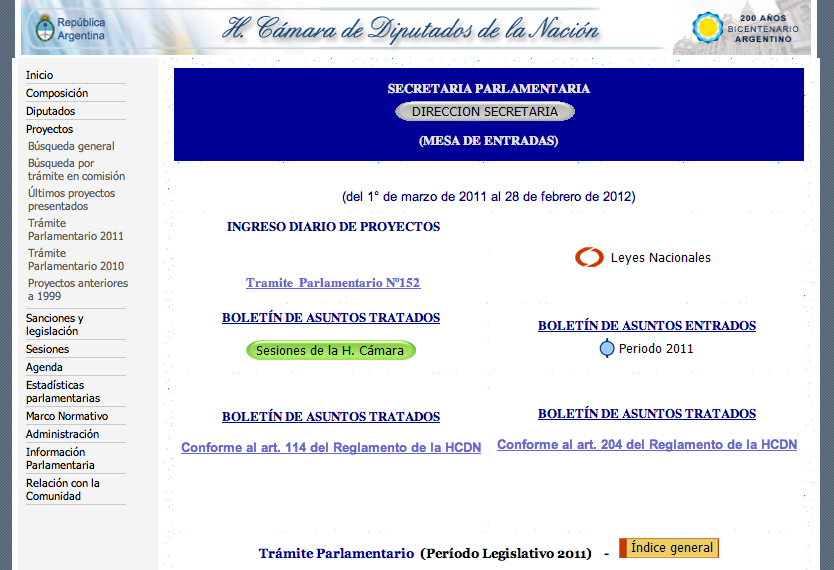 República
Argentina
H. Cámara de Diputados de la Nación
200 AÑOS
BICENTENARIO
ARGENTINO
Inicio
Composición
Diputados
Proyectos
Búsqueda general
Búsqueda por
trámite en comisión
Últimos proyectos
presentados
Trámite
Parlamentario 2011
Trámite
Parlamentario 2010
Proyectos anteriores
a 1999
Sanciones y
legislación
Sesiones
Agenda
Estadísticas
parlamentarias
Marco Normativo
Administración
Información
Parlamentaria
Relación con la
Comunidad
SECRETARIA PARLAMENTARIA
DIRECCION SECRETARIA
(MESA DE ENTRADAS)
(del 1° de marzo de 2011 al 28 de febrero de 2012)
INGRESO DIARIO DE PROYECTOS
Leyes Nacionales
Tramite Parlamentario Nº152
BOLETÍN DE ASUNTOS TRATADOS
BOLETÍN DE ASUNTOS ENTRADOS
Sesiones de la H. Cámara
Periodo 2011
BOLETÍN DE ASUNTOS TRATADOS
BOLETÍN DE ASUNTOS TRATADOS
Conforme al art. 114 del Reglamento de la HCDN
Conforme al art. 204 del Reglamento de la HCDN
Trámite Parlamentario (Período Legislativo 2011) - Índice general